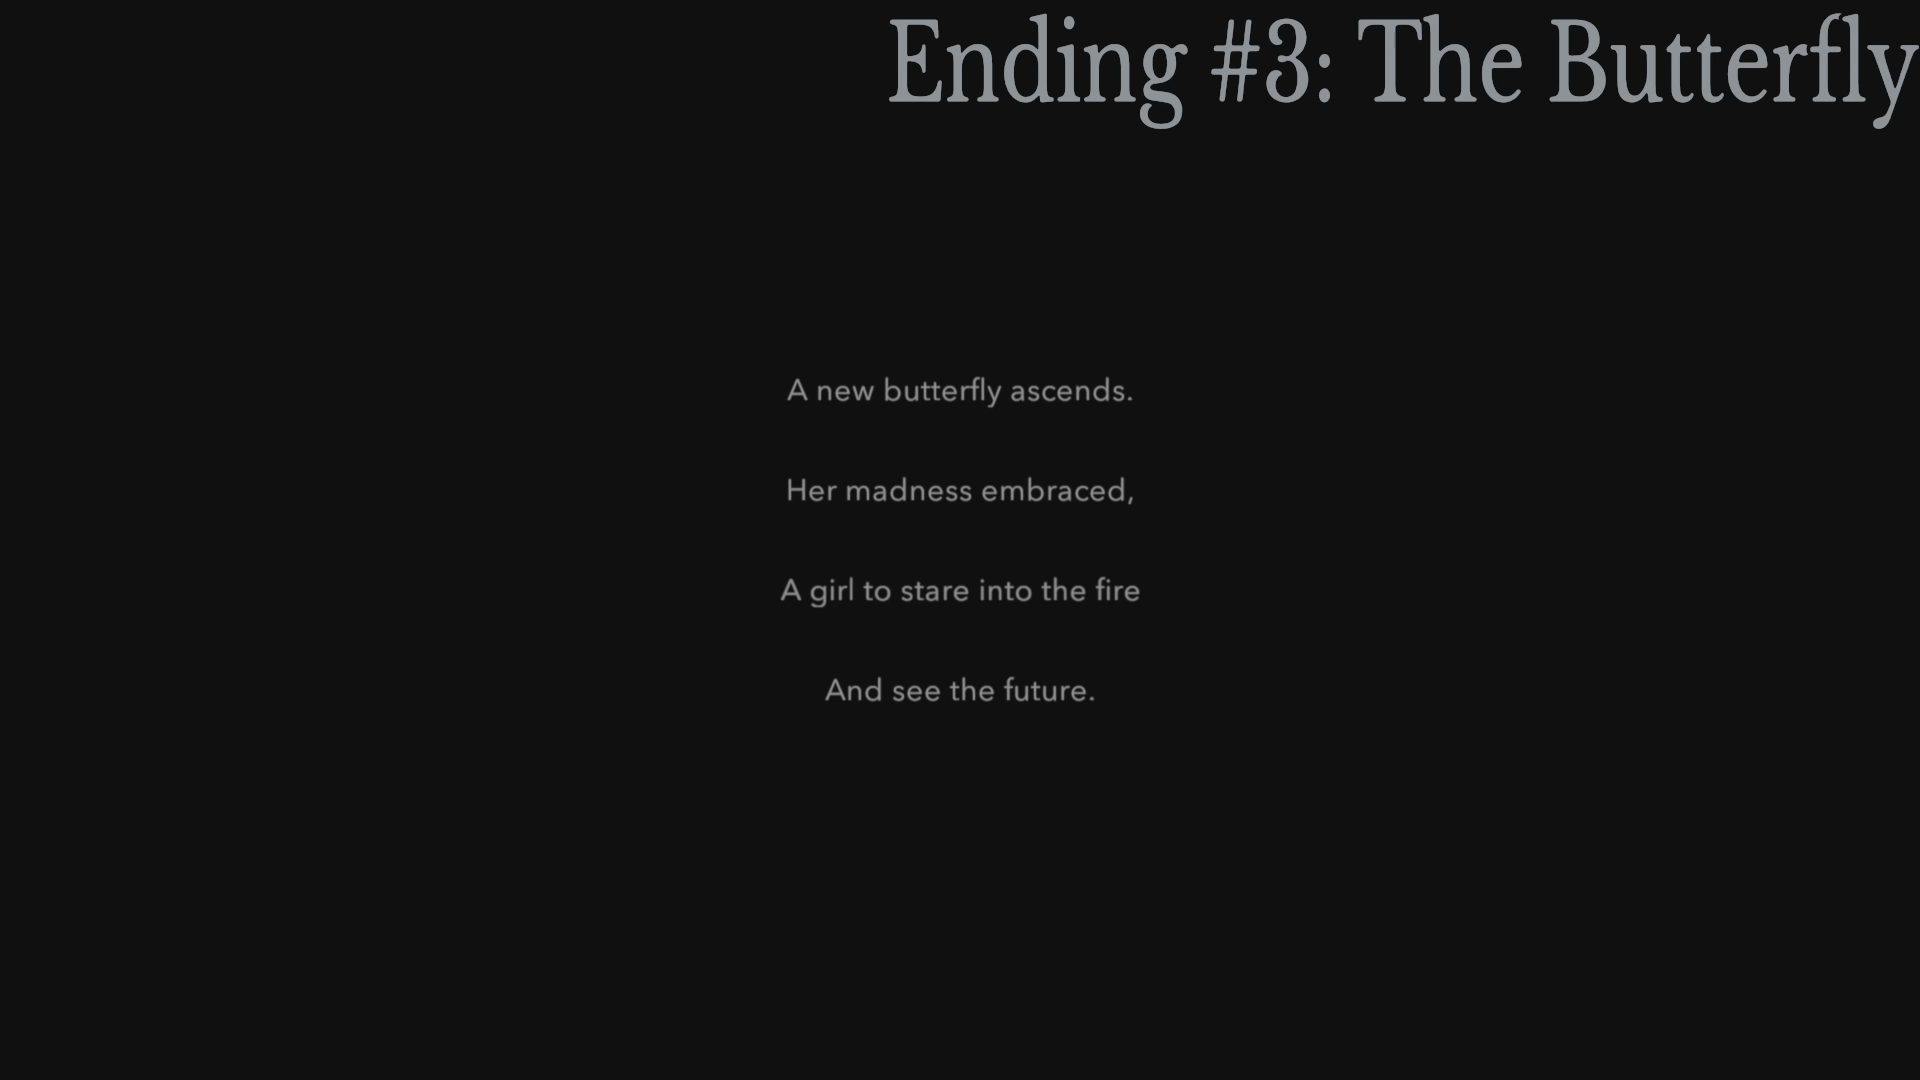 Ending #3: The Butterfly
A new butterfly ascends.
Her madness embraced,
A girl to stare into the fire
And see the future.